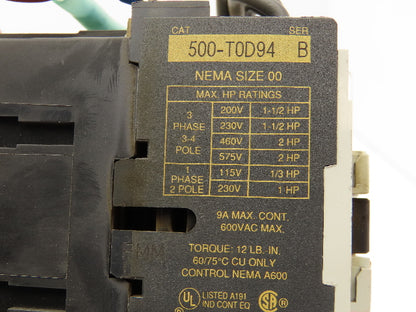 CAT SER
500-T0D94 B
NEMA SIZE 00
MAX. HP RATINGS
3 PHASE 3-4 POLE
200V 1-1/2 HP
230V 1-1/2 HP
460V 2 HP
575V 2 HP
1 PHASE 2 POLE
115V 1/3 HP
230V 1 HP
9A MAX. CONT.
600VAC MAX.
TORQUE: 12 LB. IN.
60/75°C CU ONLY
CONTROL NEMA A600
UL LISTED A191
IND CONT EQ